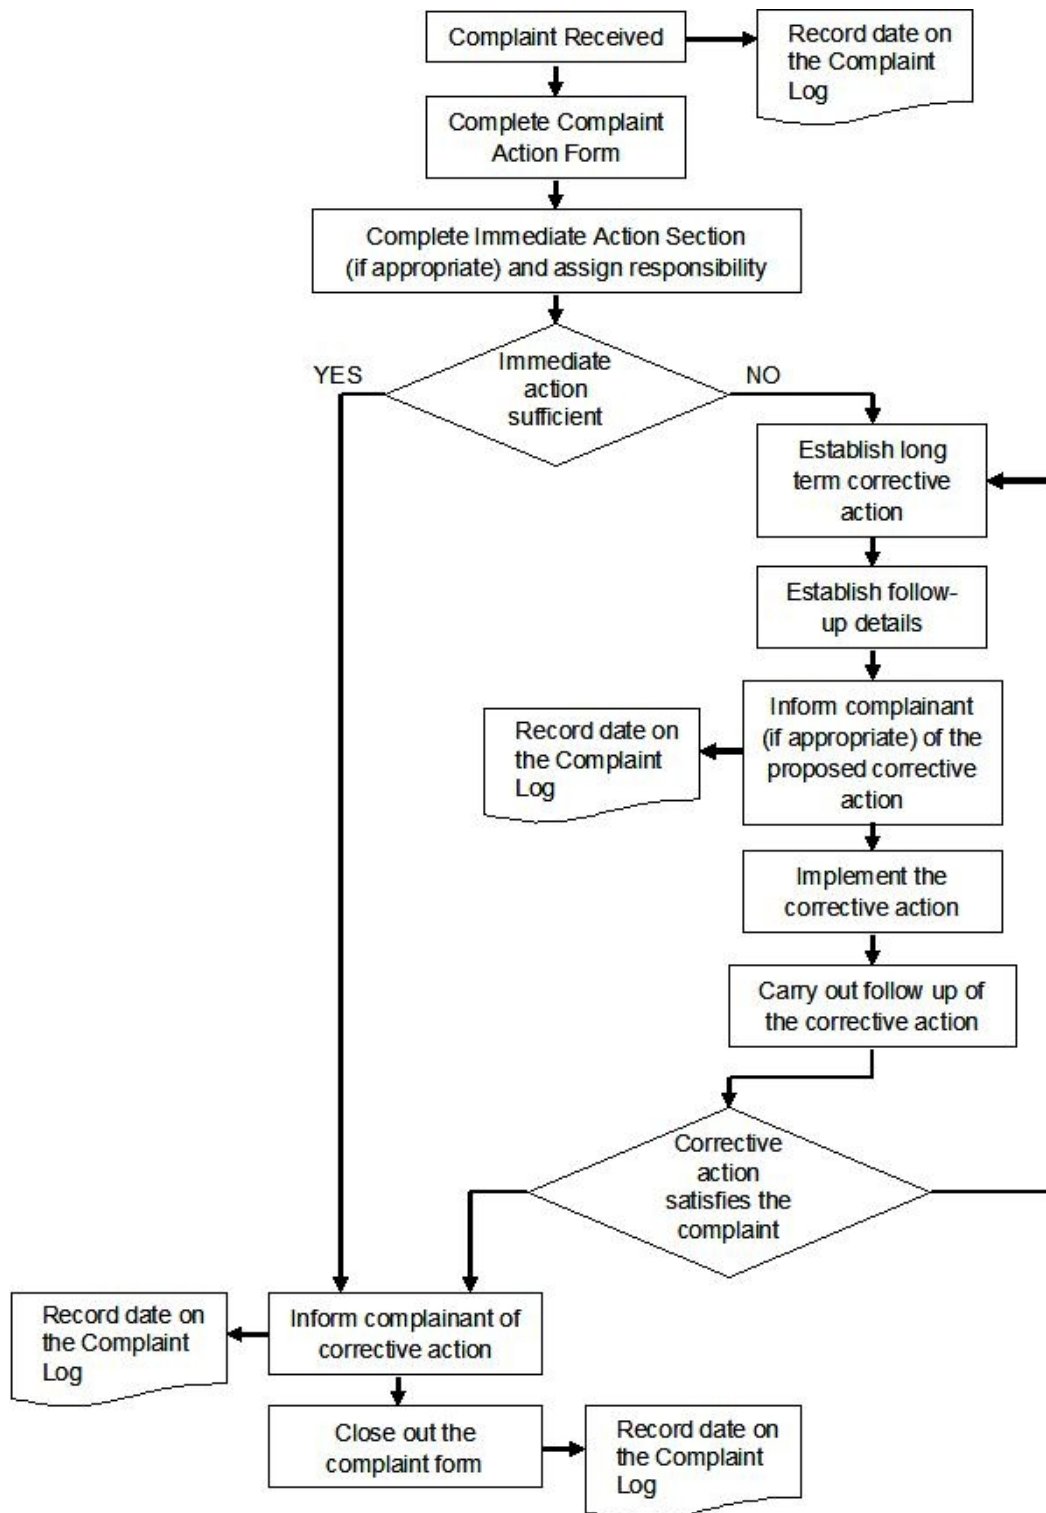 Complaint Received
Record date on
the Complaint
Log
Complete Complaint
Action Form
Complete Immediate Action Section
(if appropriate) and assign responsibility
YES
Immediate
action
sufficient
NO
Establish long
term corrective
action
Establish follow-
up details
Inform complainant
(if appropriate) of the
proposed corrective
action
Record date on
the Complaint
Log
Implement the
corrective action
Carry out follow up of
the corrective action
Corrective
action
satisfies the
complaint
Record date on
the Complaint
Log
Inform complainant of
corrective action
Close out the
complaint form
Record date on
the Complaint
Log